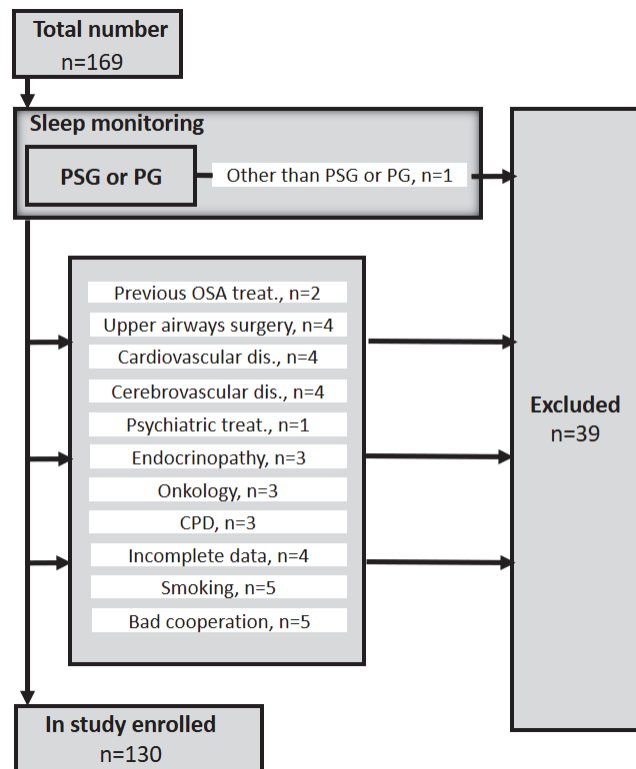 Total number
n=169
Sleep monitoring
PSG or PG
Other than PSG or PG, n=1
Previous OSA treat., n=2
Upper airways surgery, n=4
Cardiovascular dis., n=4
Cerebrovascular dis., n=4
Psychiatric treat., n=1
Endocrinopathy, n=3
Onkology, n=3
CPD, n=3
Incomplete data, n=4
Smoking, n=5
Bad cooperation, n=5
Excluded
n=39
In study enrolled
n=130